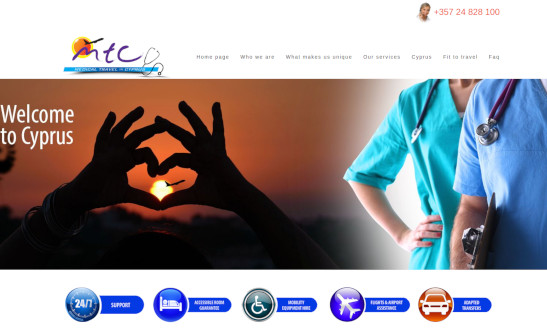 +357 24 828 100
mtc
MEDICAL TRAVEL in CYPRUS
Home page Who we are What makes us unique Our services Cyprus Fit to travel Faq
Welcome
to Cyprus
24/7 SUPPORT
ACCESSIBLE ROOM
GUARANTEE
MOBILITY
EQUIPMENT HIRE
FLIGHTS & AIRPORT
ASSISTANCE
ADAPTED
TRANSFERS